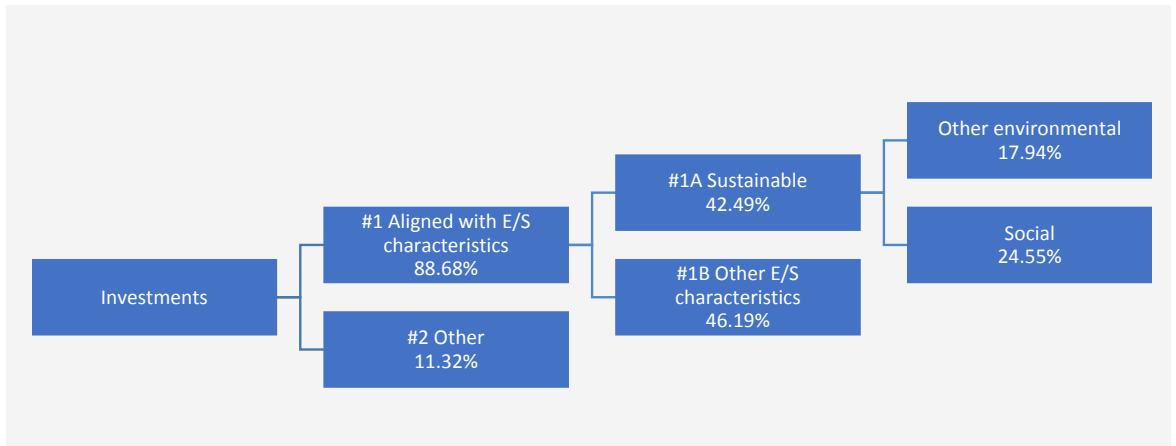 Investments
#1 Aligned with E/S
characteristics
88.68%
#2 Other
11.32%
#1A Sustainable
42.49%
#1B Other E/S
characteristics
46.19%
Other environmental
17.94%
Social
24.55%